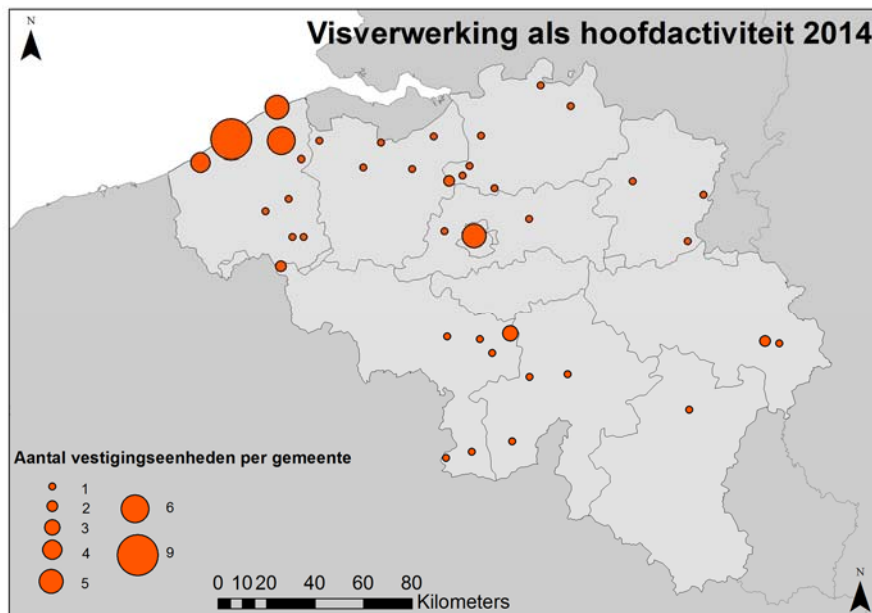 N
Visverwerking als hoofdactiviteit 2014
Aantal vestigingseenheden per gemeente
1
2
3
4
5
6
9
0 10 20 40 60 80
Kilometers
N